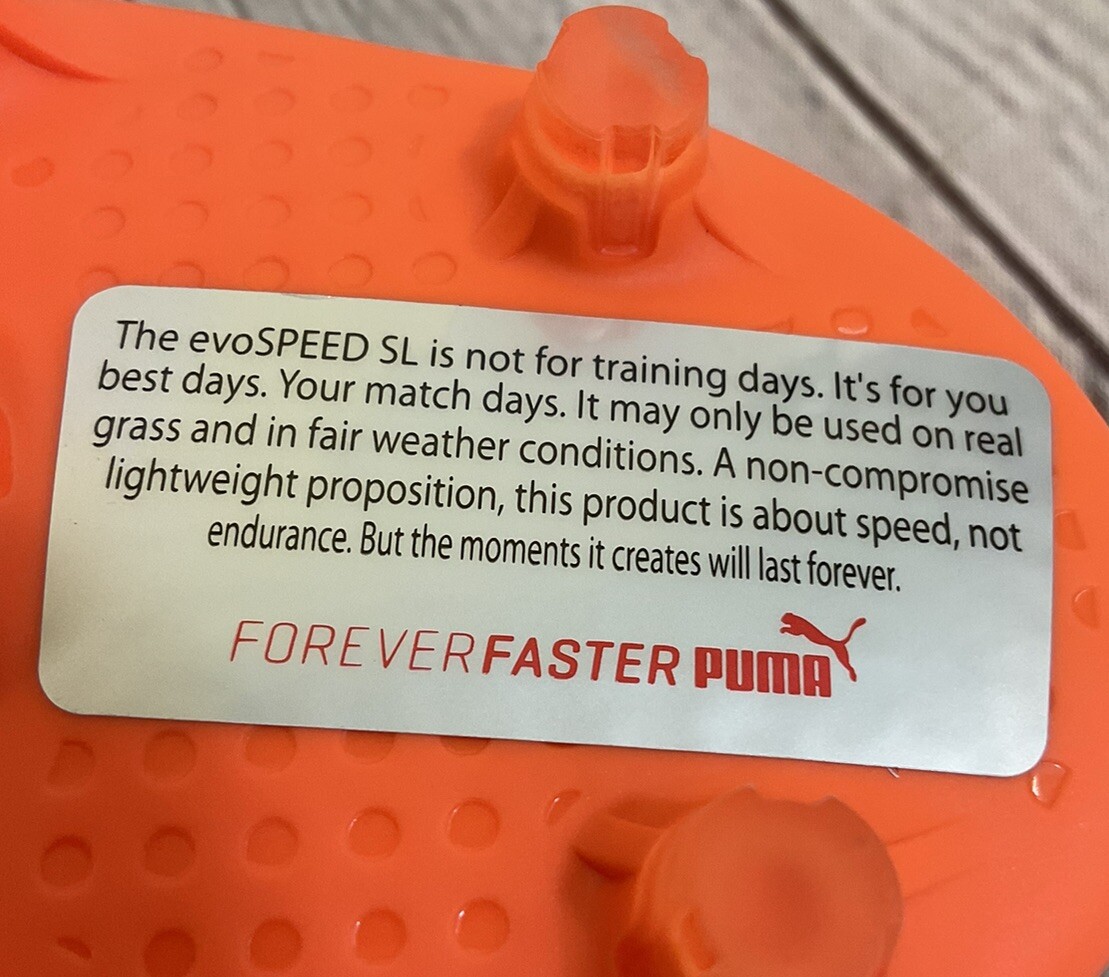 The evoSPEED SL is not for training days. It's for you
best days. Your match days. It may only be used on real
grass and in fair weather conditions. A non-compromise
lightweight proposition, this product is about speed, not
endurance. But the moments it creates will last forever.
FOREVERFASTER PUMA